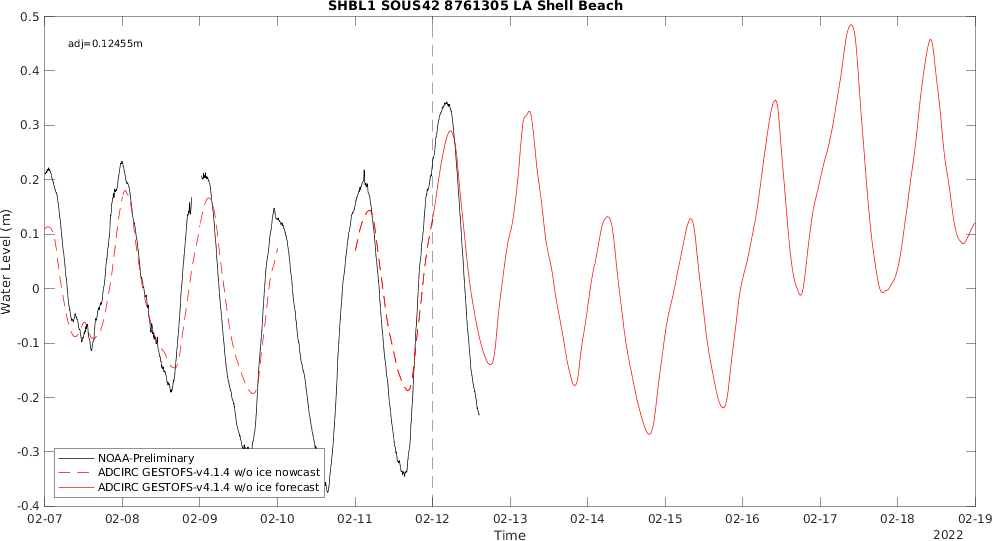 SHBL1 SOUS42 8761305 LA Shell Beach
adj=0.12455m
Water Level (m)
0.5
0.4
0.3
0.2
0.1
0
-0.1
-0.2
-0.3
-0.4
NOAA-Preliminary
ADCIRC GESTOFS-v4.1.4 w/o ice nowcast
ADCIRC GESTOFS-v4.1.4 w/o ice forecast
02-07 02-08 02-09 02-10 02-11 02-12 02-13 02-14 02-15 02-16 02-17 02-18 02-19
Time
2022